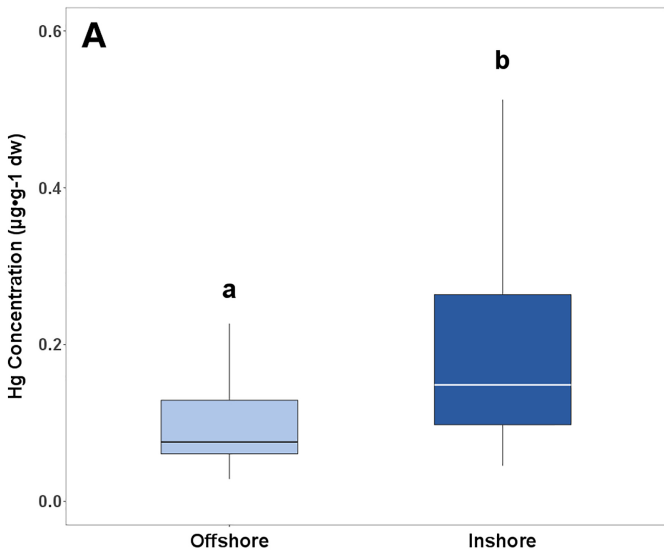 A
b
a
0.6
0.4
0.2
0.0
Hg Concentration (µg•g-1 dw)
Offshore Inshore